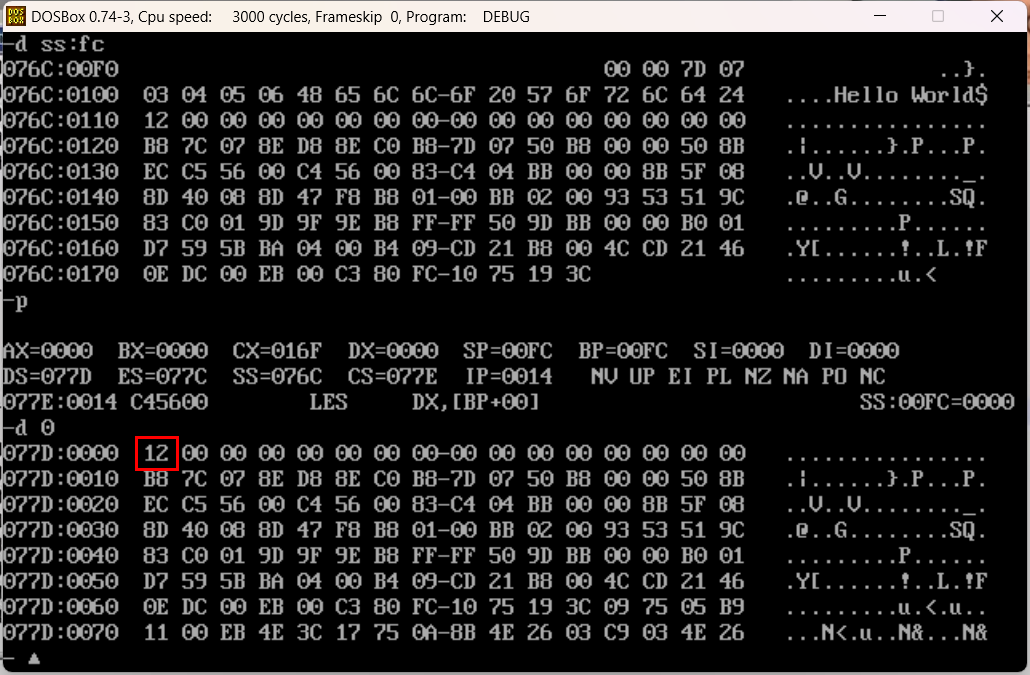 DOSBox 0.74-3, Cpu speed: 3000 cycles, Frameskip 0, Program: DEBUG
-d ss:fc
076C:00F0 00 00 7D 07 ..}.
076C:0100 03 04 05 06 48 65 6C 6C-6F 20 57 6F 72 6C 64 24 ....Hello World$
076C:0110 12 00 00 00 00 00 00 00-00 00 00 00 00 00 00 00 ................
076C:0120 B8 7C 07 8E D8 8E C0 B8-7D 07 50 B8 00 00 50 8B .|......}.P...P.
076C:0130 EC C5 56 00 C4 56 00 83-C4 04 BB 00 00 8B 5F 08 ..V..V........_.
076C:0140 8D 40 08 8D 47 F8 B8 01-00 BB 02 00 93 53 51 9C .@..G........SQ.
076C:0150 83 C0 01 9D 9F 9E B8 FF-FF 50 9D BB 00 00 B0 01 .........P......
076C:0160 D7 59 5B BA 04 00 B4 09-CD 21 B8 00 4C CD 21 46 .Y[......!..L.!F
076C:0170 0E DC 00 EB 00 C3 80 FC-10 75 19 3C .........u.<
-p
AX=0000 BX=0000 CX=016F DX=0000 SP=00FC BP=00FC SI=0000 DI=0000
DS=077D ES=077C SS=076C CS=077E IP=0014 NV UP EI PL NZ NA PO NC
077E:0014 C45600 LES DX,[BP+00] SS:00FC=0000
-d 0
077D:0000 12 00 00 00 00 00 00 00-00 00 00 00 00 00 00 00 ................
077D:0010 B8 7C 07 8E D8 8E C0 B8-7D 07 50 B8 00 00 50 8B .|......}.P...P.
077D:0020 EC C5 56 00 C4 56 00 83-C4 04 BB 00 00 8B 5F 08 ..V..V........_.
077D:0030 8D 40 08 8D 47 F8 B8 01-00 BB 02 00 93 53 51 9C .@..G........SQ.
077D:0040 83 C0 01 9D 9F 9E B8 FF-FF 50 9D BB 00 00 B0 01 .........P......
077D:0050 D7 59 5B BA 04 00 B4 09-CD 21 B8 00 4C CD 21 46 .Y[......!..L.!F
077D:0060 0E DC 00 EB 00 C3 80 FC-10 75 19 3C 09 75 05 B9 .........u.<.u..
077D:0070 11 00 EB 4E 3C 17 75 0A-8B 4E 26 03 C9 03 4E 26 ...N<.u..N&...N&
-